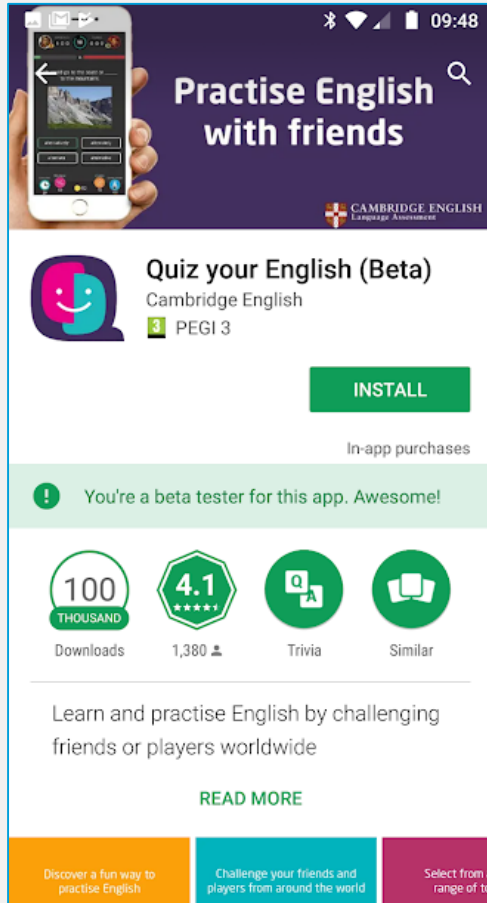 09:48
Practise English
with friends
CAMBRIDGE ENGLISH
Language Assessment
Quiz your English (Beta)
Cambridge English
3 PEGI 3
INSTALL
In-app purchases
You're a beta tester for this app. Awesome!
100
THOUSAND
Downloads
4.1
1,380
Q
A
Trivia
Similar
Learn and practise English by challenging
friends or players worldwide
READ MORE
Discover a fun way to
practise English
Challenge your friends and
players from around the world
Select from
range of